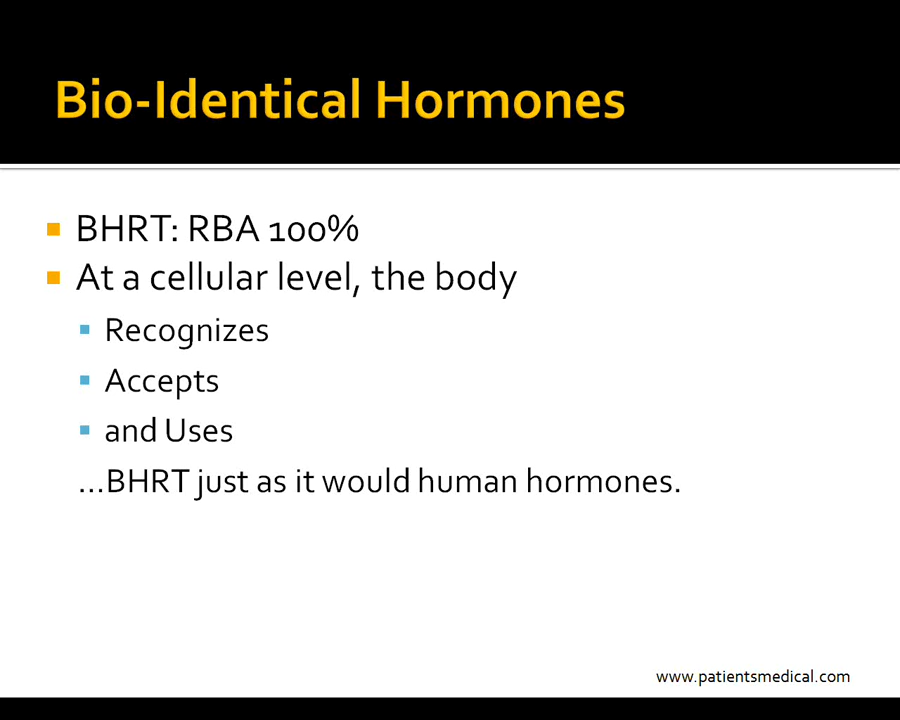 Bio-Identical Hormones
BHRT: RBA 100%
At a cellular level, the body
Recognizes
Accepts
and Uses
…BHRT just as it would human hormones.
www.patientsmedical.com